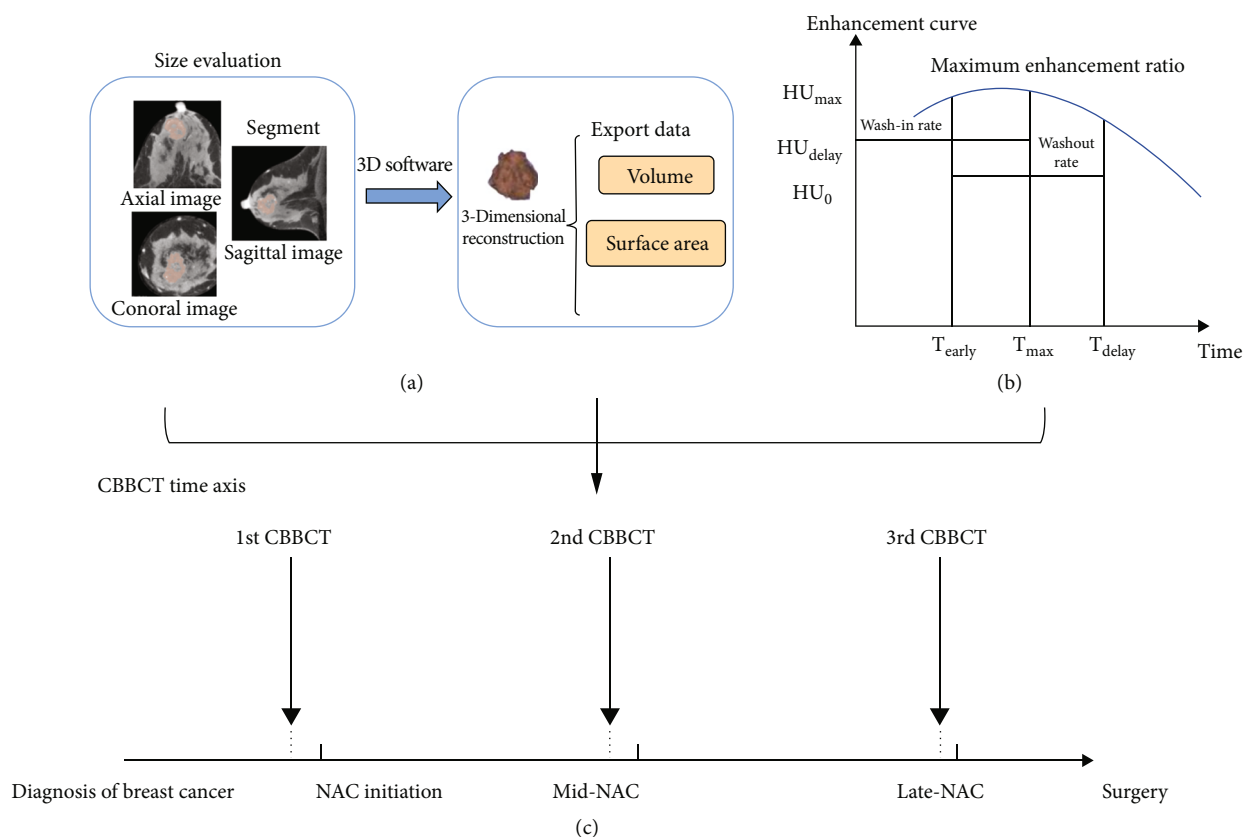 Size evaluation
Segment
Axial image
Sagittal image
Conoral image
3D software
3-Dimensional
reconstruction
Export data
Volume
Surface area
(a)
Enhancement curve
Maximum enhancement ratio
HUmax
HUdelay
HU0
Wash-in rate
Washout
rate
Tearly
Tmax
Tdelay
Time
(b)
CBBCT time axis
1st CBBCT
2nd CBBCT
3rd CBBCT
Diagnosis of breast cancer
NAC initiation
Mid-NAC
Late-NAC
Surgery
(c)